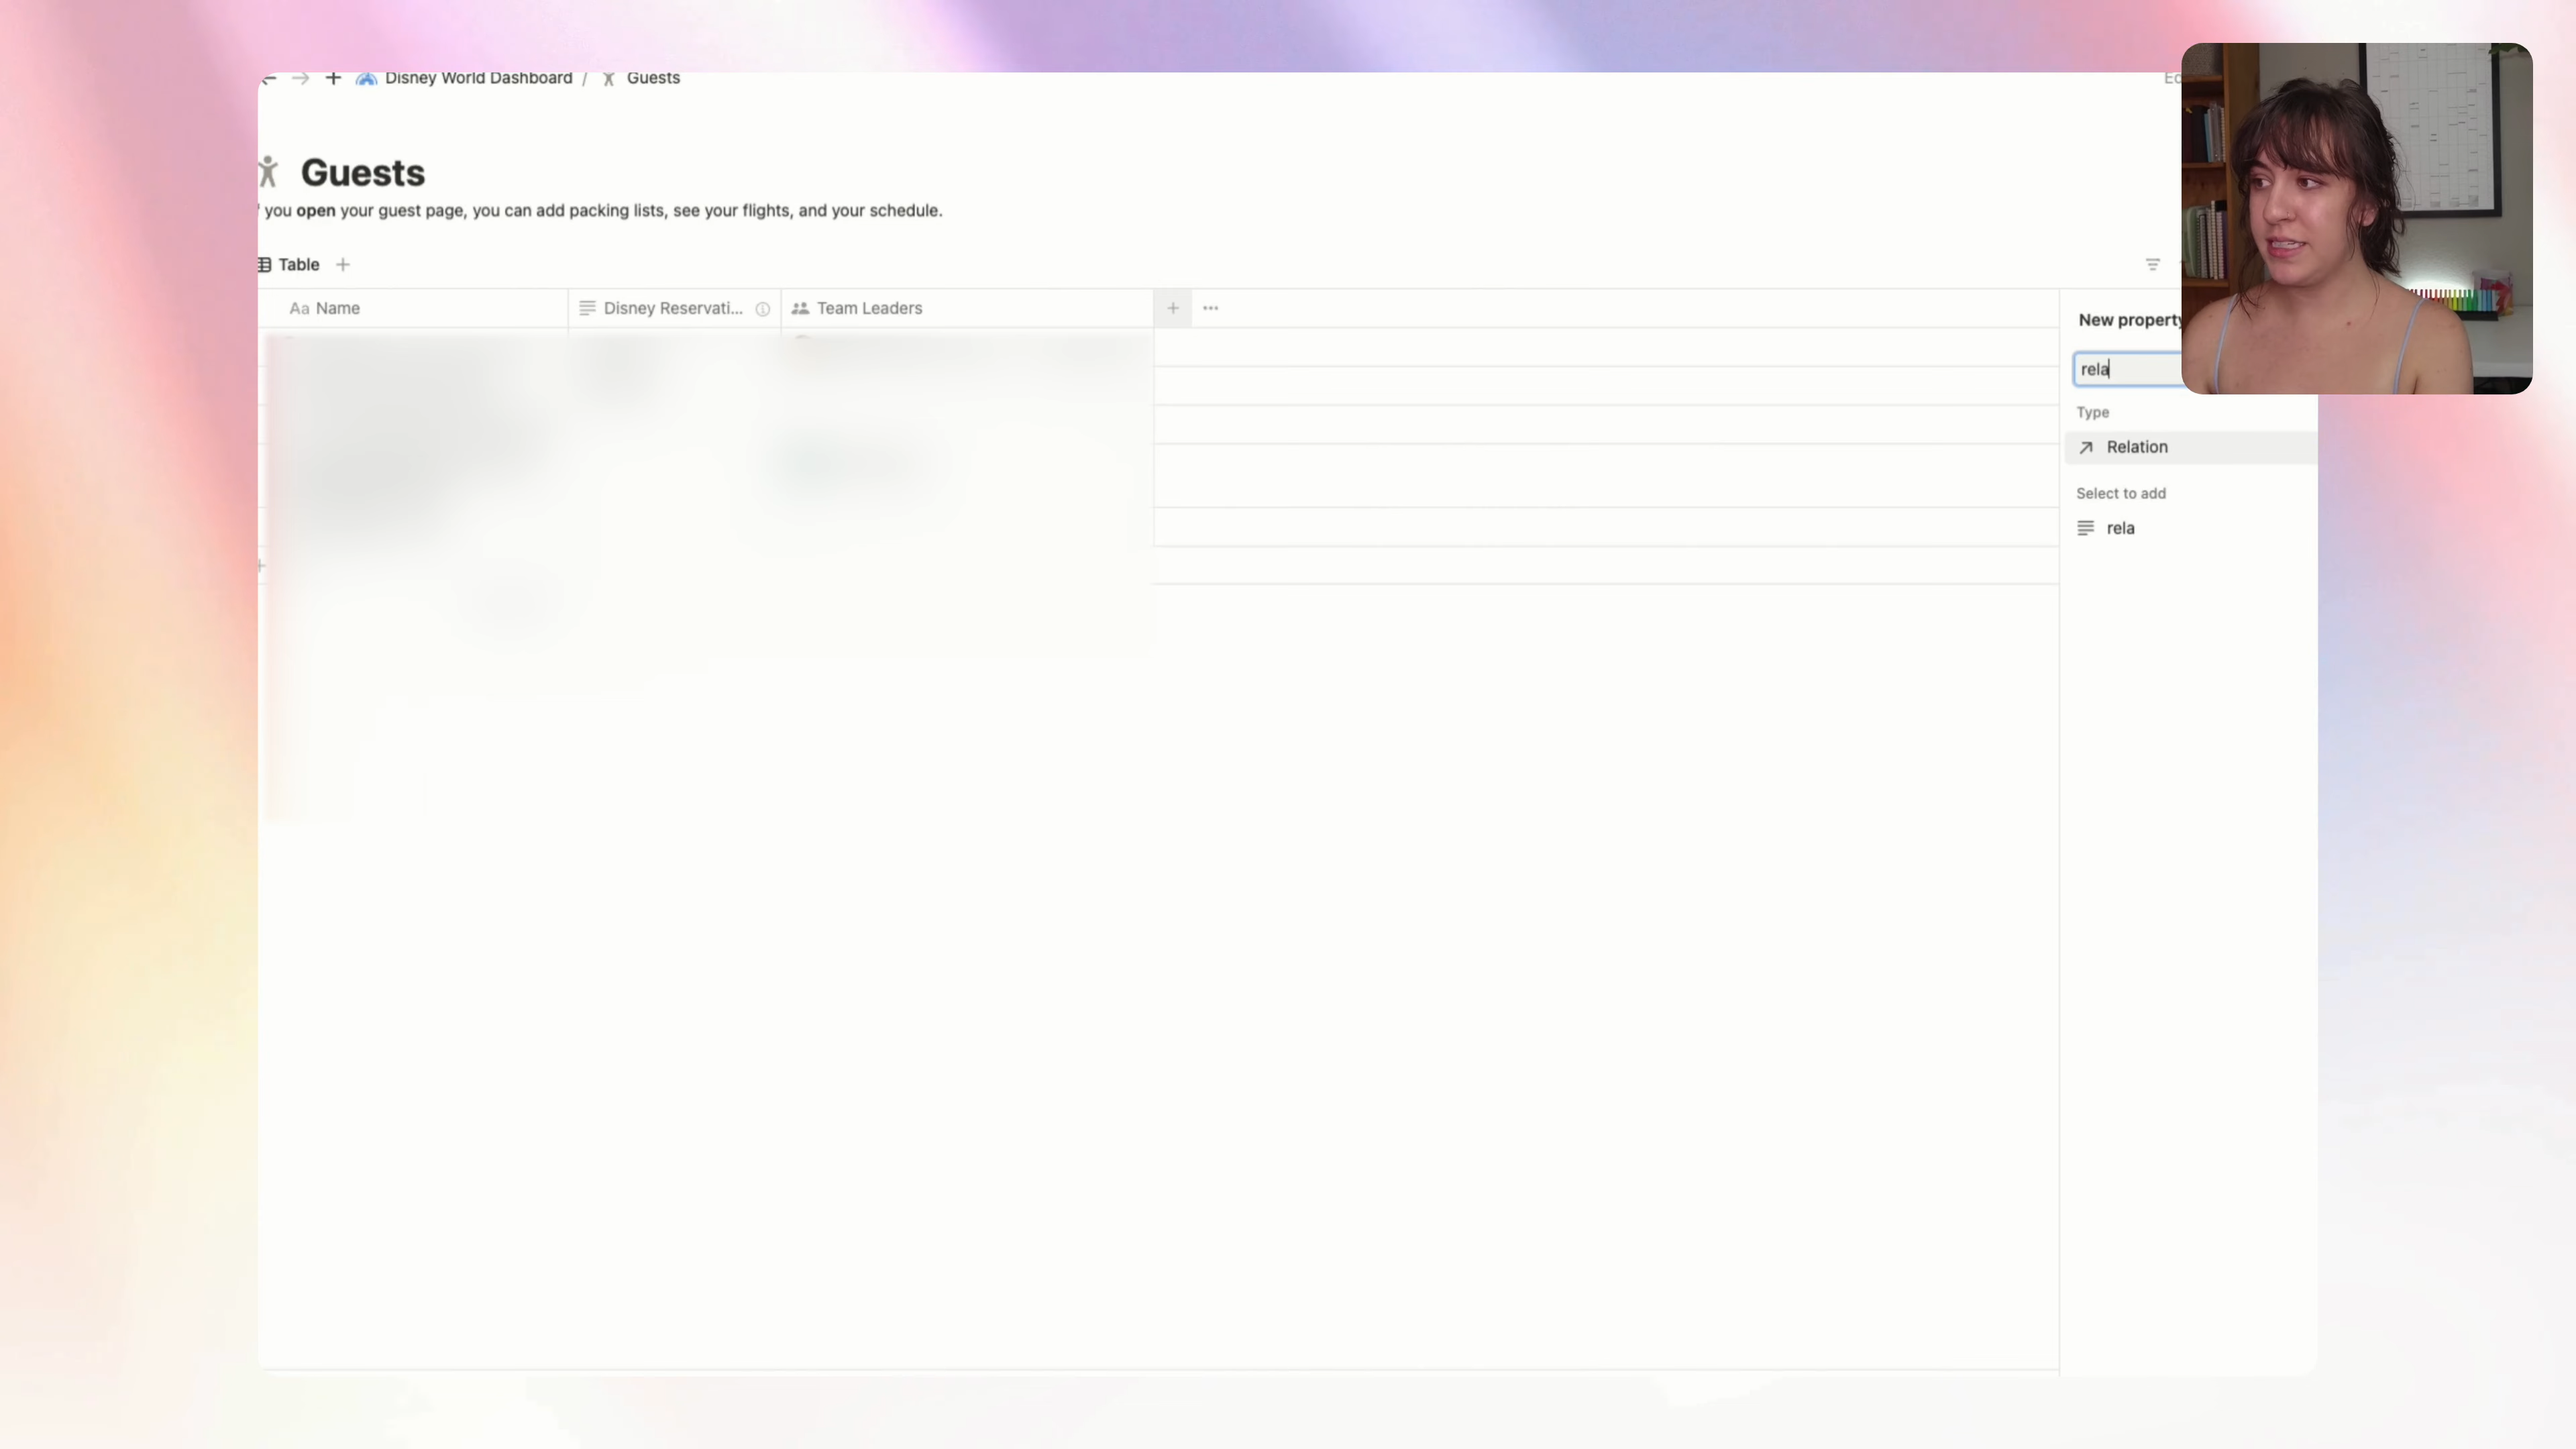 Disney World Dashboard / Guests
Guests
you open your guest page, you can add packing lists, see your flights, and your schedule.
Table
Aa Name
Disney Reservati...
Team Leaders
New property
rela
Type
Relation
Select to add
rela